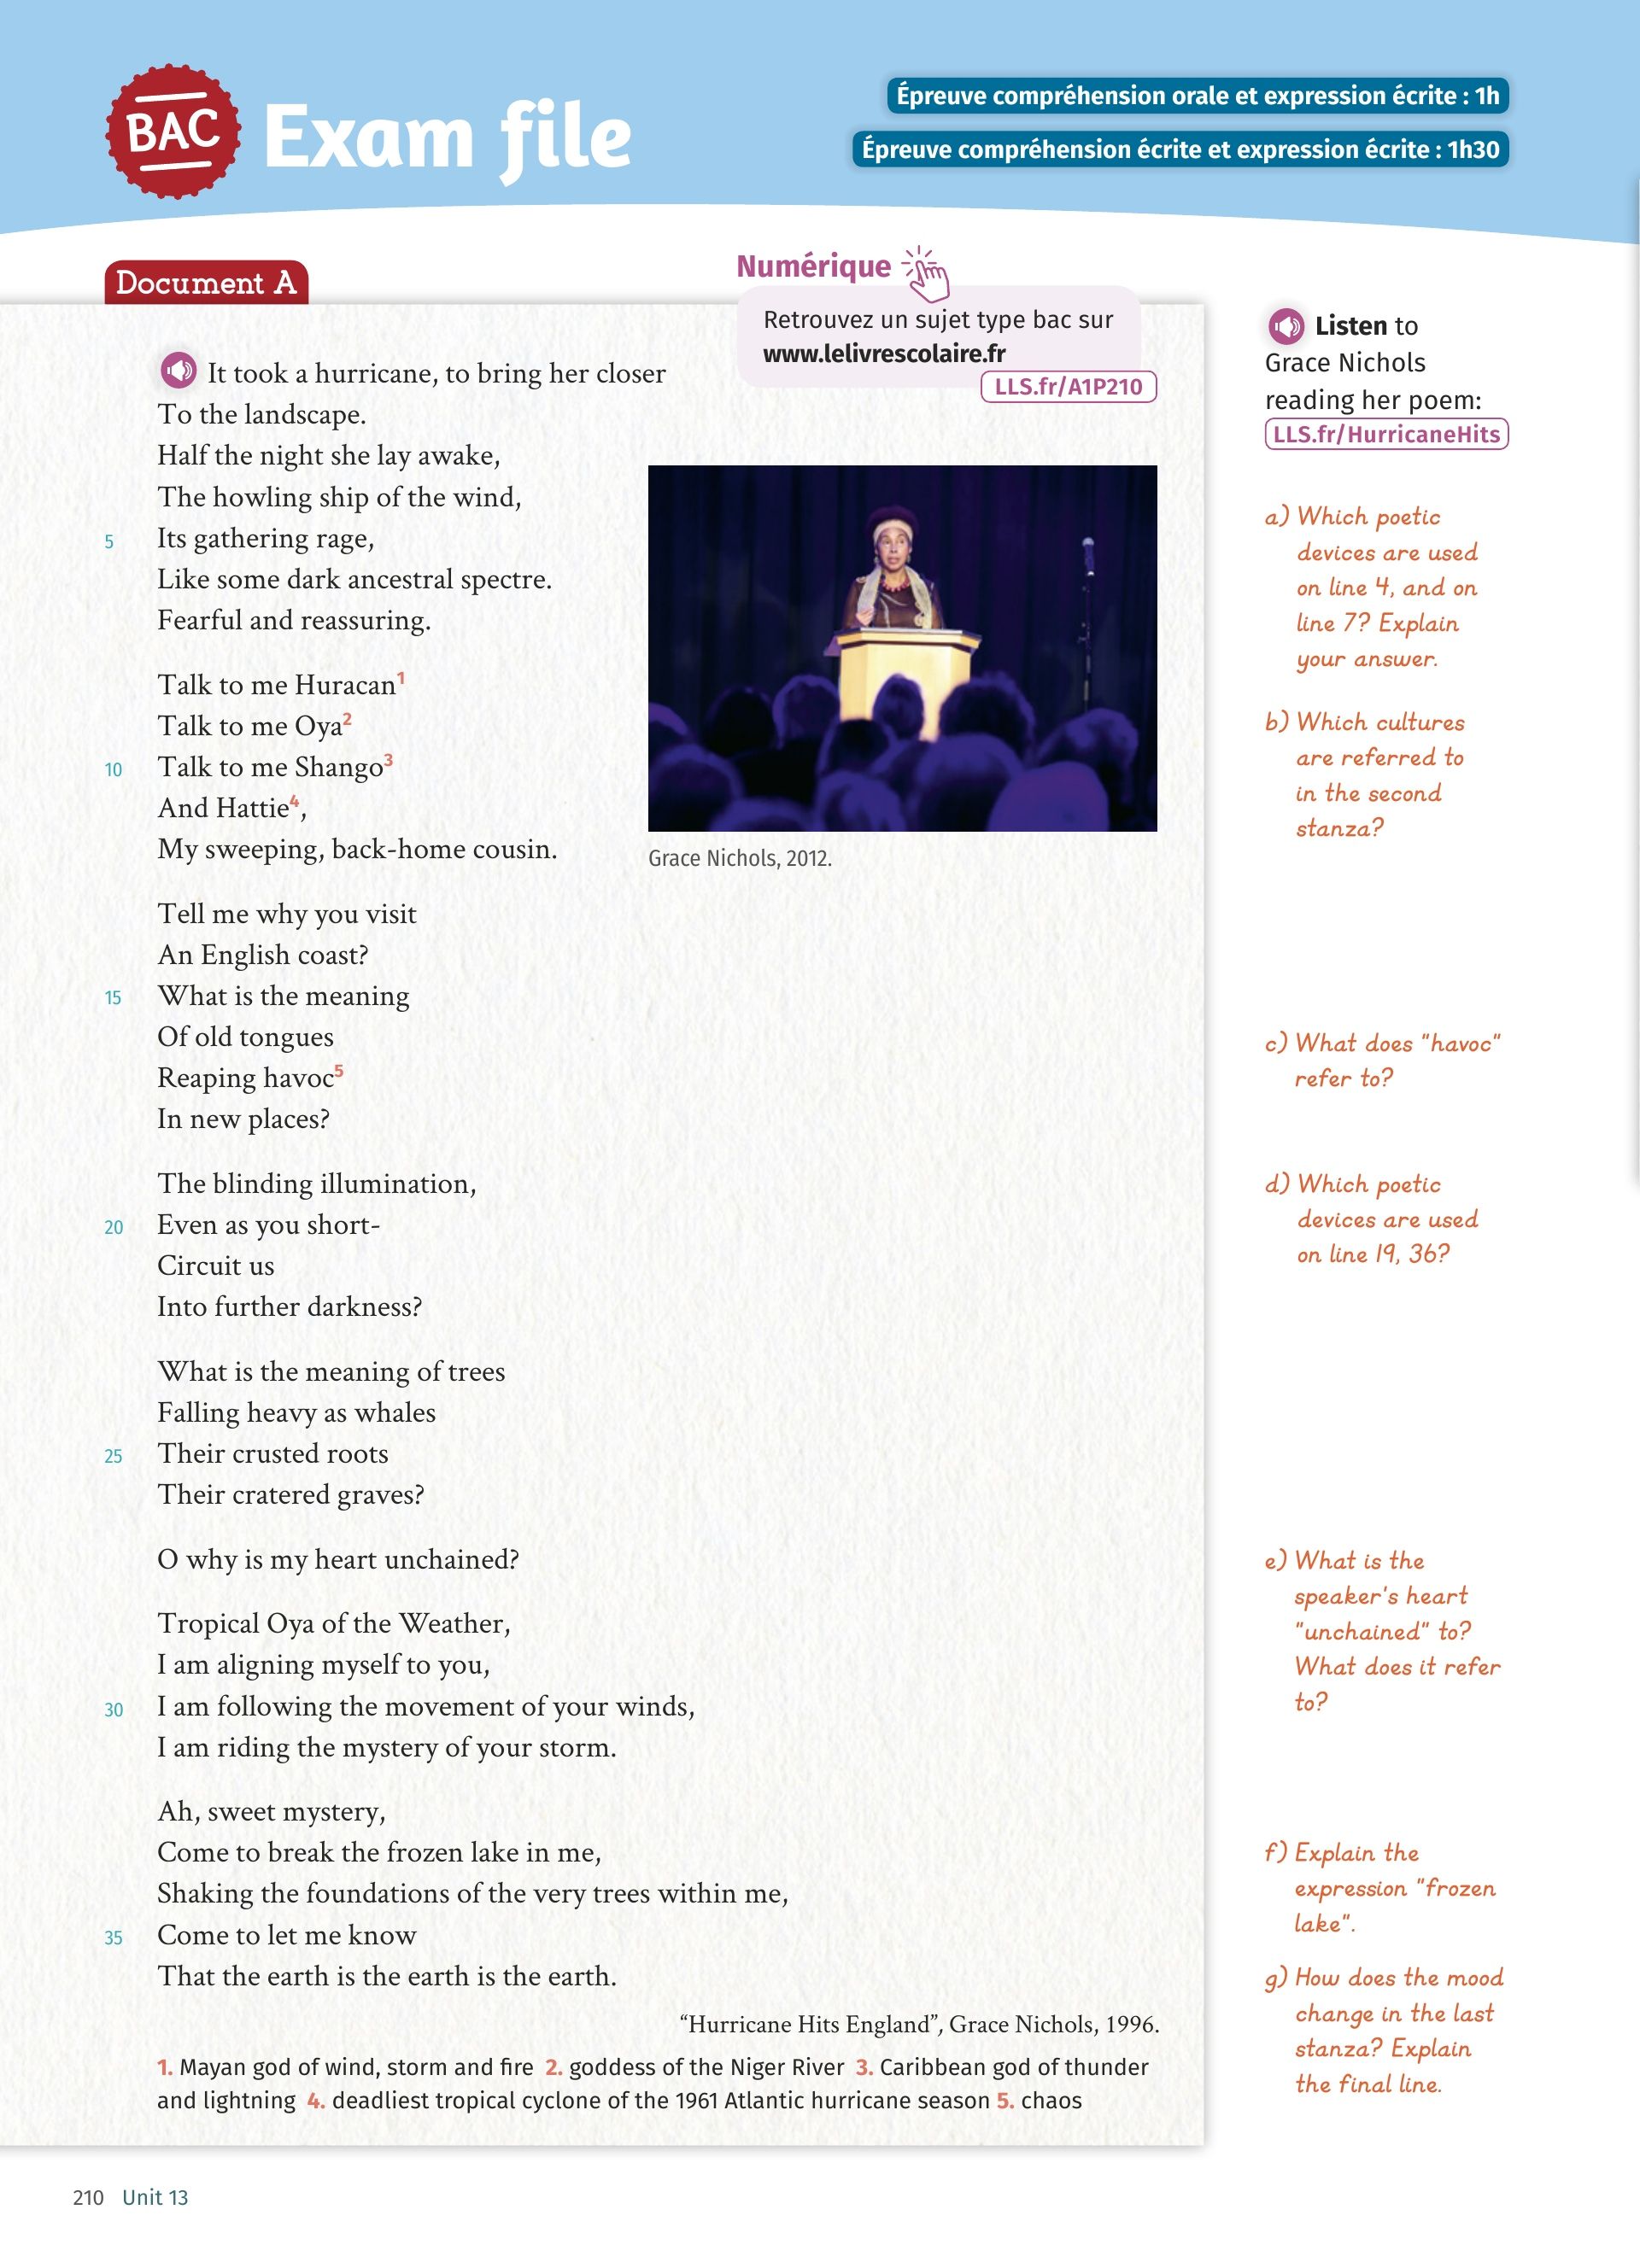 BAC
Exam file
Épreuve compréhension orale et expression écrite : 1h
Épreuve compréhension écrite et expression écrite : 1h30
Document A
Numérique
Retrouvez un sujet type bac sur
www.lelivrescolaire.fr
LLS.fr/A1P210
It took a hurricane, to bring her closer
To the landscape.
Half the night she lay awake,
The howling ship of the wind,
5 Its gathering rage,
Like some dark ancestral spectre.
Fearful and reassuring.
Talk to me Huracan1
Talk to me Oya2
10 Talk to me Shango3
And Hattie4,
My sweeping, back-home cousin.
Grace Nichols, 2012.
Tell me why you visit
An English coast?
15 What is the meaning
Of old tongues
Reaping havoc5
In new places?
The blinding illumination,
20 Even as you short-
Circuit us
Into further darkness?
What is the meaning of trees
Falling heavy as whales
25 Their crusted roots
Their cratered graves?
O why is my heart unchained?
Tropical Oya of the Weather,
I am aligning myself to you,
30 I am following the movement of your winds,
I am riding the mystery of your storm.
Ah, sweet mystery,
Come to break the frozen lake in me,
Shaking the foundations of the very trees within me,
35 Come to let me know
That the earth is the earth is the earth.
“Hurricane Hits England”, Grace Nichols, 1996.
1. Mayan god of wind, storm and fire 2. goddess of the Niger River 3. Caribbean god of thunder
and lightning 4. deadliest tropical cyclone of the 1961 Atlantic hurricane season 5. chaos
Listen to
Grace Nichols
reading her poem:
LLS.fr/HurricaneHits
a) Which poetic
devices are used
on line 4, and on
line 7? Explain
your answer.
b) Which cultures
are referred to
in the second
stanza?
c) What does "havoc"
refer to?
d) Which poetic
devices are used
on line 19, 36?
e) What is the
speaker's heart
"unchained" to?
What does it refer
to?
f) Explain the
expression "frozen
lake".
g) How does the mood
change in the last
stanza? Explain
the final line.
210 Unit 13